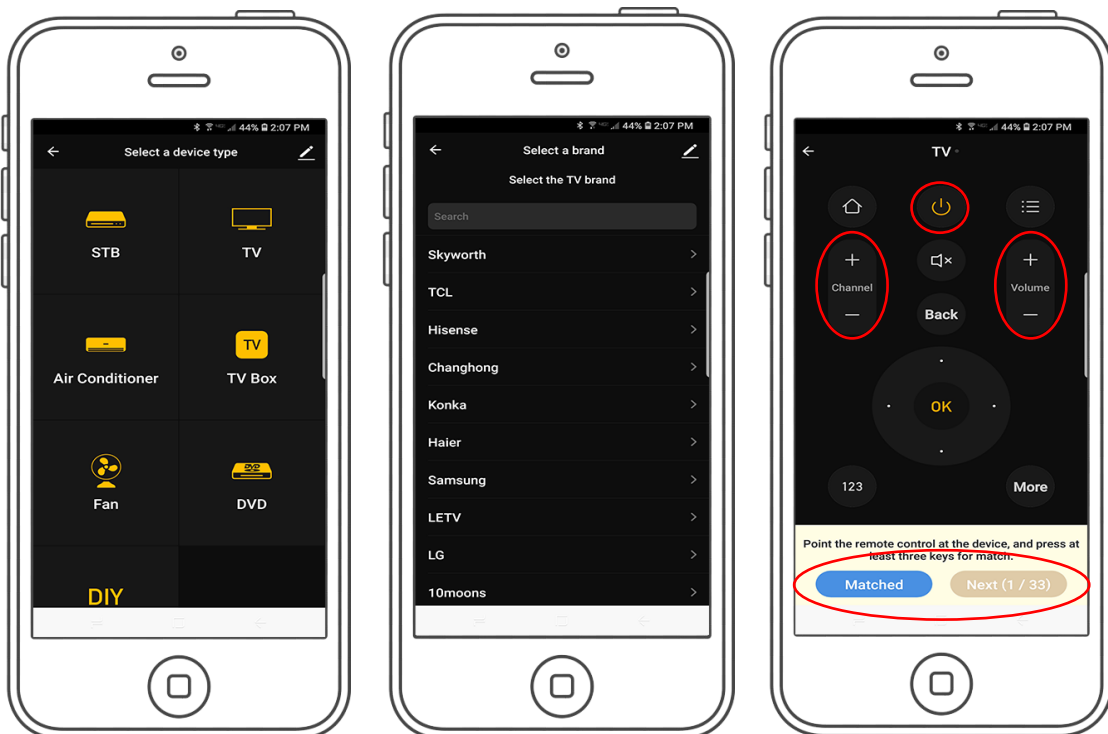 44% 2:07 PM
Select a device type
STB
TV
Air Conditioner
TV
TV Box
Fan
DVD
DVD
DIY
44% 2:07 PM
Select a brand
Select the TV brand
Search
Skyworth
TCL
Hisense
Changhong
Konka
Haier
Samsung
LETV
LG
10moons
44% 2:07 PM
TV
+
+
Channel
Volume
—
Back
—
OK
123
More
Point the remote control at the device, and press at
least three keys for match.
Matched
Next (1 / 33)